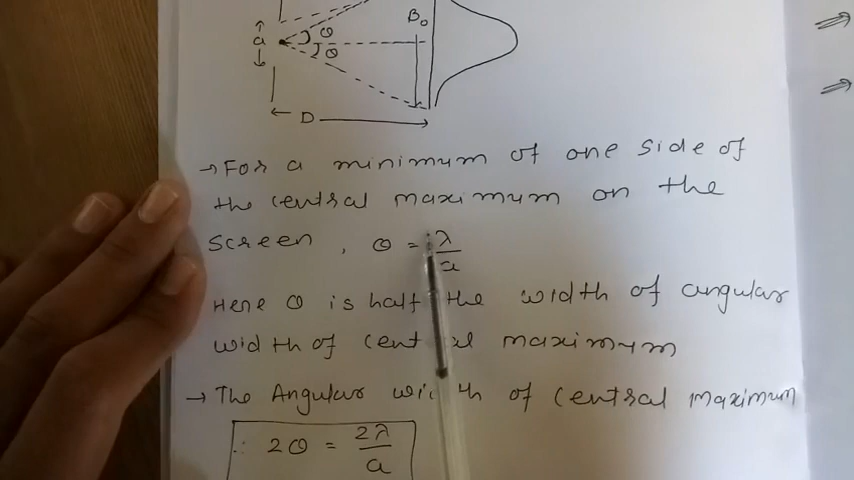 B₀
a
θ
θ
D
→ For a minimum of one side of
the central maximum on the
screen, θ = λ/a
Here θ is half the width of angular
width of central maximum
→ The Angular width of central maximum
∴ 2θ = 2λ/a